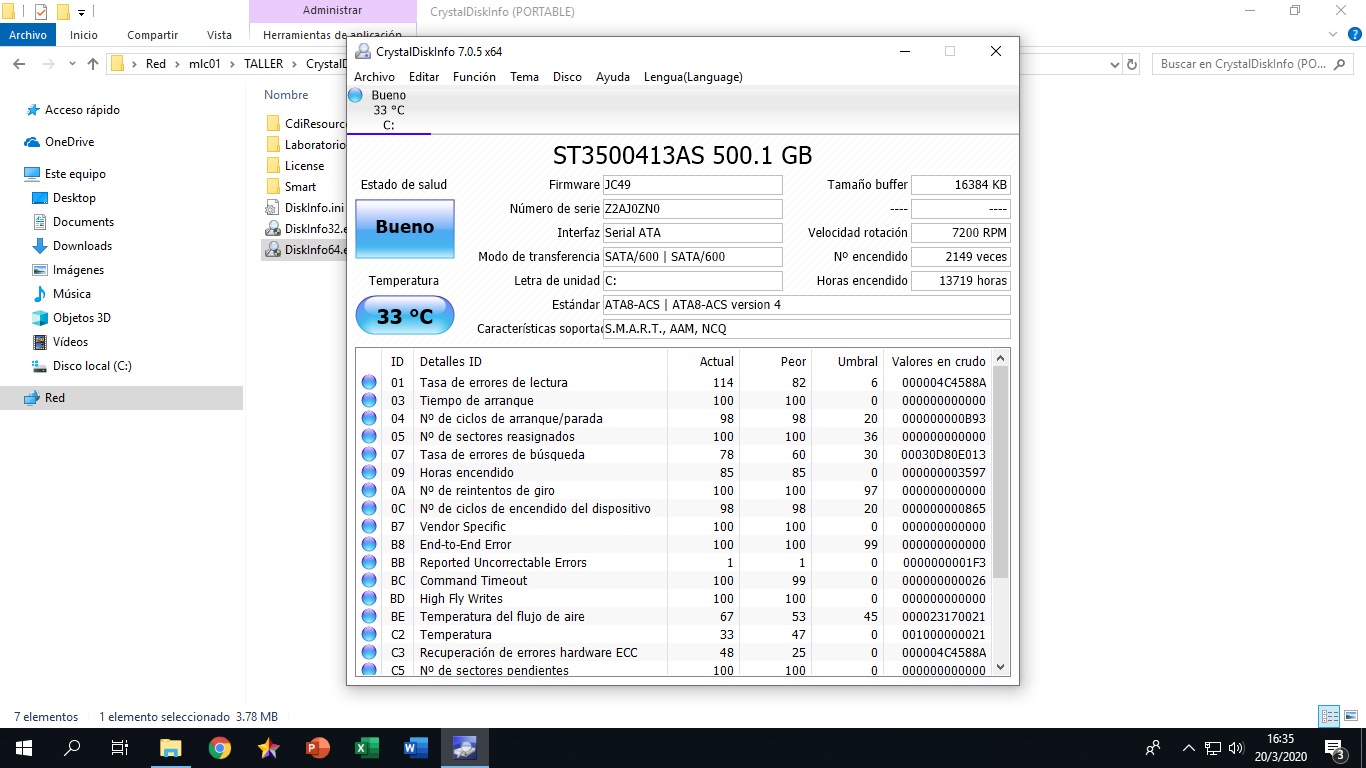 Administrar
CrystalDiskInfo (PORTABLE)
Archivo Inicio Compartir Vista Herramientas de aplicación
Red mlc01 TALLER CrystalD
Buscar en CrystalDiskInfo (PO...
Acceso rápido
OneDrive
Este equipo
Desktop
Documents
Downloads
Imágenes
Música
Objetos 3D
Vídeos
Disco local (C:)
Red
Nombre
CdiResource
Laboratorio
License
Smart
DiskInfo.ini
DiskInfo32.e
DiskInfo64.e
CrystalDiskInfo 7.0.5 x64
Archivo Editar Función Tema Disco Ayuda Lengua(Language)
Bueno
33 °C
C:
ST3500413AS 500.1 GB
Estado de salud
Bueno
Temperatura
33 °C
Firmware JC49 Tamaño buffer 16384 KB
Número de serie Z2AJ0ZN0 ---- ----
Interfaz Serial ATA Velocidad rotación 7200 RPM
Modo de transferencia SATA/600 | SATA/600 Nº encendido 2149 veces
Letra de unidad C: Horas encendido 13719 horas
Estándar ATA8-ACS | ATA8-ACS version 4
Características soportad S.M.A.R.T., AAM, NCQ
ID Detalles ID Actual Peor Umbral Valores en crudo
01 Tasa de errores de lectura 114 82 6 000004C4588A
03 Tiempo de arranque 100 100 0 000000000000
04 Nº de ciclos de arranque/parada 98 98 20 000000000B93
05 Nº de sectores reasignados 100 100 36 000000000000
07 Tasa de errores de búsqueda 78 60 30 00030D80E013
09 Horas encendido 85 85 0 000000003597
0A Nº de reintentos de giro 100 100 97 000000000000
0C Nº de ciclos de encendido del dispositivo 98 98 20 000000000865
B7 Vendor Specific 100 100 0 000000000000
B8 End-to-End Error 100 100 99 000000000000
BB Reported Uncorrectable Errors 1 1 0 0000000001F3
BC Command Timeout 100 99 0 000000000026
BD High Fly Writes 100 100 0 000000000000
BE Temperatura del flujo de aire 67 53 45 000023170021
C2 Temperatura 33 47 0 001000000021
C3 Recuperación de errores hardware ECC 48 25 0 000004C4588A
C5 Nº de sectores pendientes 100 100 0 000000000000
7 elementos 1 elemento seleccionado 3.78 MB
16:35
20/3/2020
3